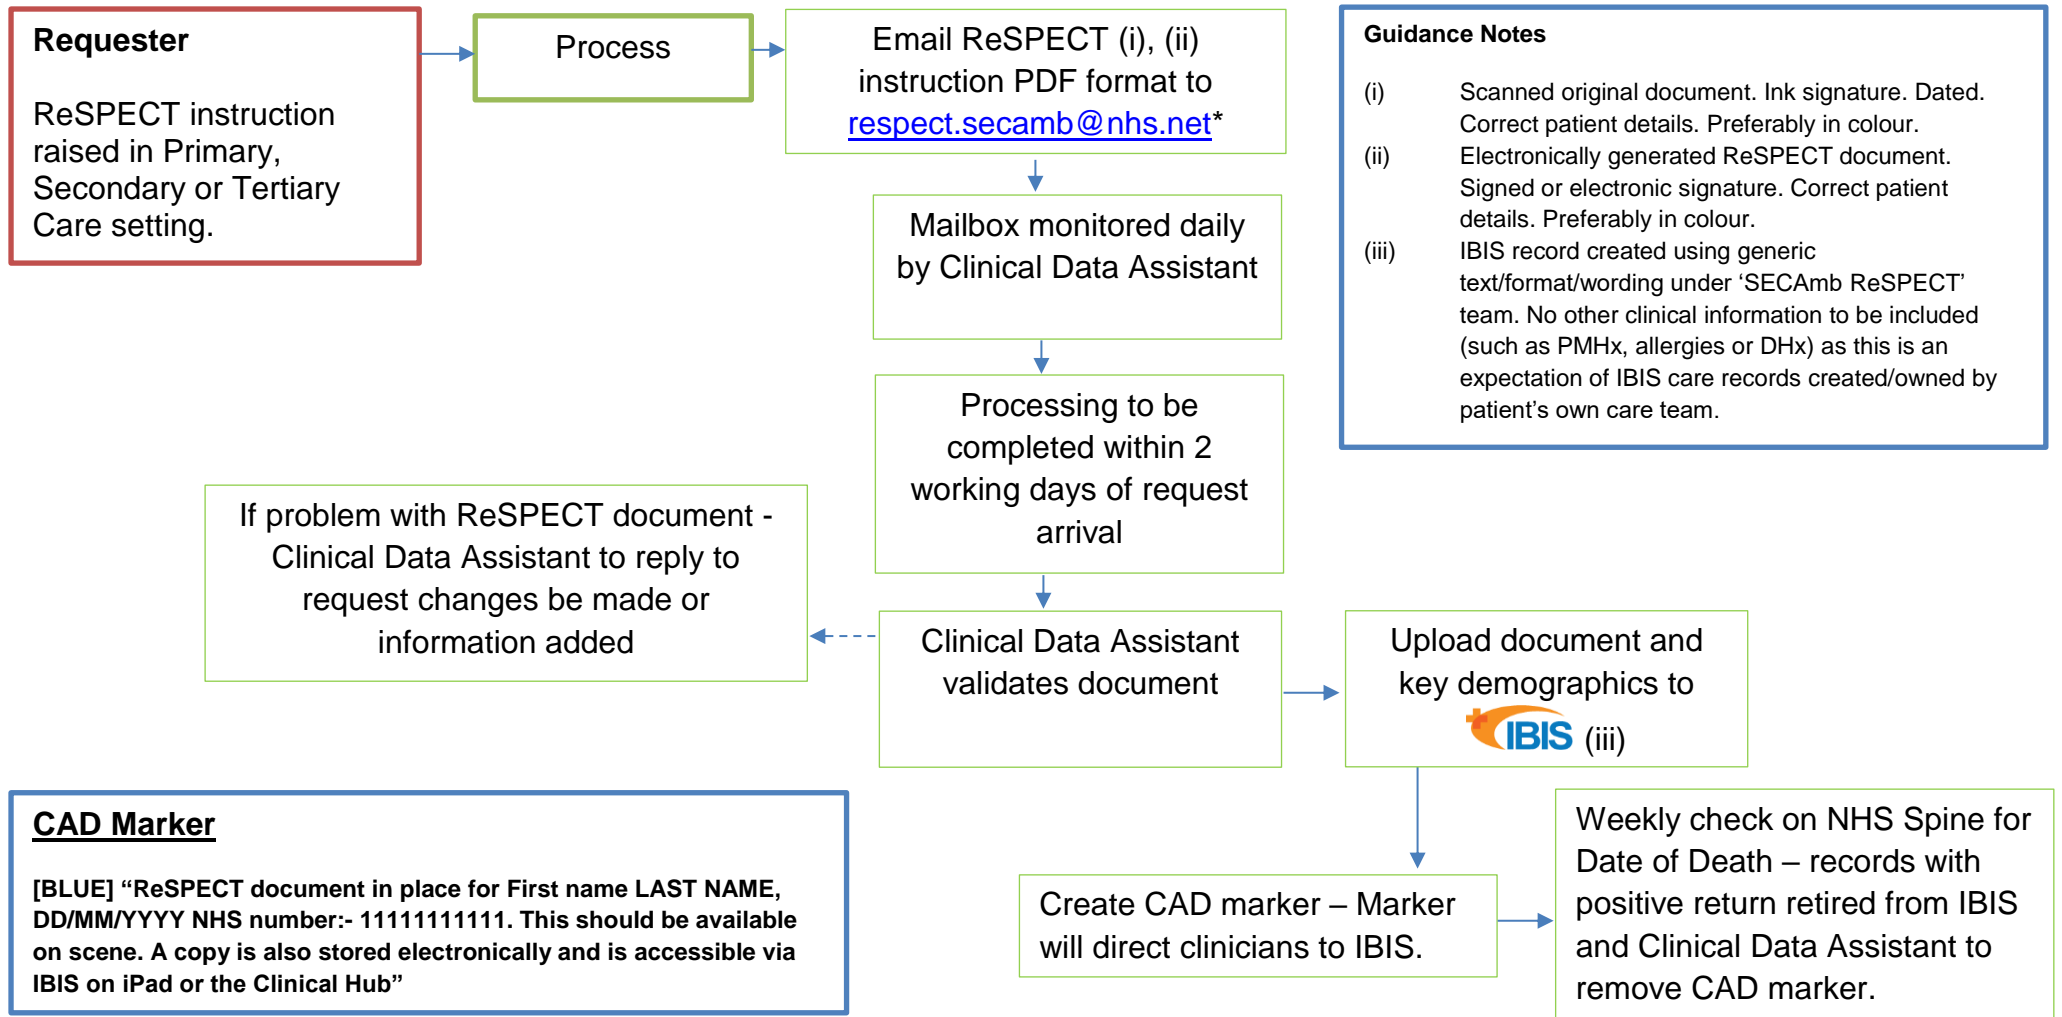 Requester
ReSPECT instruction
raised in Primary,
Secondary or Tertiary
Care setting.
Process
Email ReSPECT (i), (ii)
instruction PDF format to
respect.secamb@nhs.net*
Guidance Notes
(i) Scanned original document. Ink signature. Dated.
Correct patient details. Preferably in colour.
(ii) Electronically generated ReSPECT document.
Signed or electronic signature. Correct patient
details. Preferably in colour.
(iii) IBIS record created using generic
text/format/wording under ‘SECAmb ReSPECT’
team. No other clinical information to be included
(such as PMHx, allergies or DHx) as this is an
expectation of IBIS care records created/owned by
patient’s own care team.
Mailbox monitored daily
by Clinical Data Assistant
Processing to be
completed within 2
working days of request
arrival
If problem with ReSPECT document -
Clinical Data Assistant to reply to
request changes be made or
information added
Clinical Data Assistant
validates document
Upload document and
key demographics to
IBIS (iii)
CAD Marker
[BLUE] “ReSPECT document in place for First name LAST NAME,
DD/MM/YYYY NHS number:- 11111111111. This should be available
on scene. A copy is also stored electronically and is accessible via
IBIS on iPad or the Clinical Hub”
Create CAD marker – Marker
will direct clinicians to IBIS.
Weekly check on NHS Spine for
Date of Death – records with
positive return retired from IBIS
and Clinical Data Assistant to
remove CAD marker.